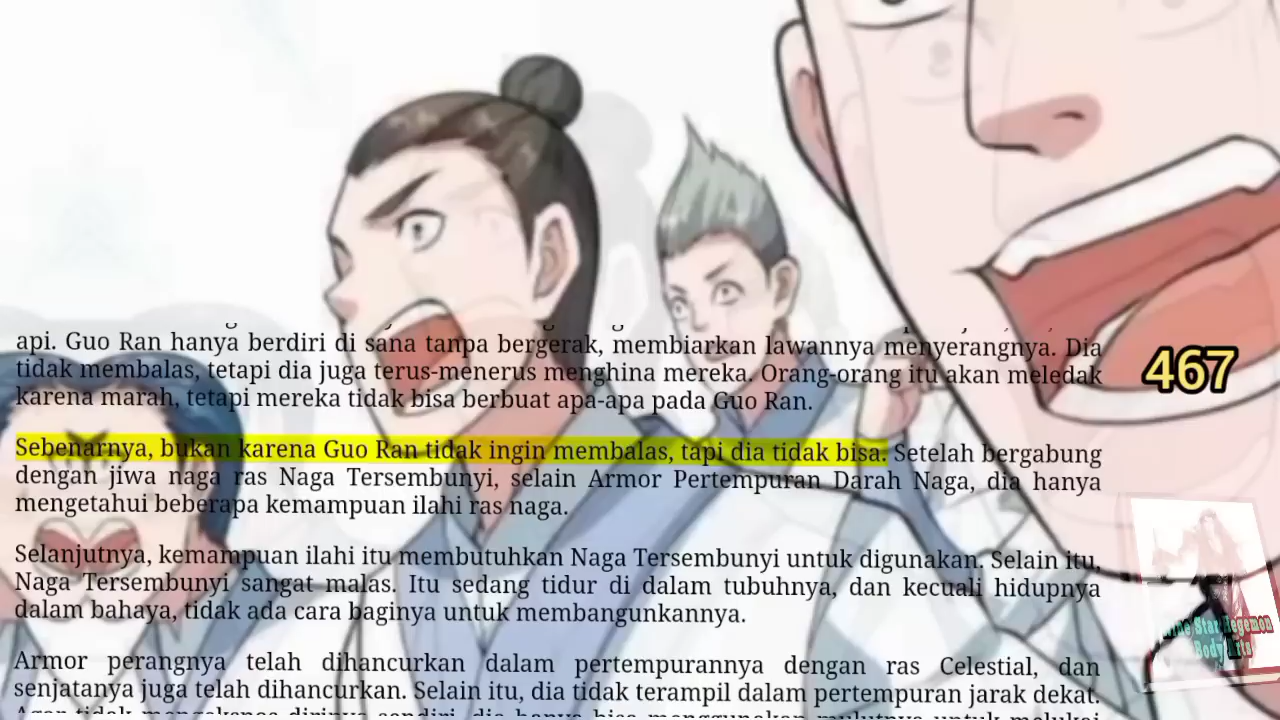 api. Guo Ran hanya berdiri di sana tanpa bergerak, membiarkan lawannya menyerangnya. Dia
tidak membalas, tetapi dia juga terus-menerus menghina mereka. Orang-orang itu akan meledak
karena marah, tetapi mereka tidak bisa berbuat apa-apa pada Guo Ran.
467
Sebenarnya, bukan karena Guo Ran tidak ingin membalas, tapi dia tidak bisa. Setelah bergabung
dengan jiwa naga ras Naga Tersembunyi, selain Armor Pertempuran Darah Naga, dia hanya
mengetahui beberapa kemampuan ilahi ras naga.
Selanjutnya, kemampuan ilahi itu membutuhkan Naga Tersembunyi untuk digunakan. Selain itu,
Naga Tersembunyi sangat malas. Itu sedang tidur di dalam tubuhnya, dan kecuali hidupnya
dalam bahaya, tidak ada cara baginya untuk membangunkannya.
Star Hegemon
Body Arts
Armor perangnya telah dihancurkan dalam pertempurannya dengan ras Celestial, dan
senjatanya juga telah dihancurkan. Selain itu, dia tidak terampil dalam pertempuran jarak dekat.